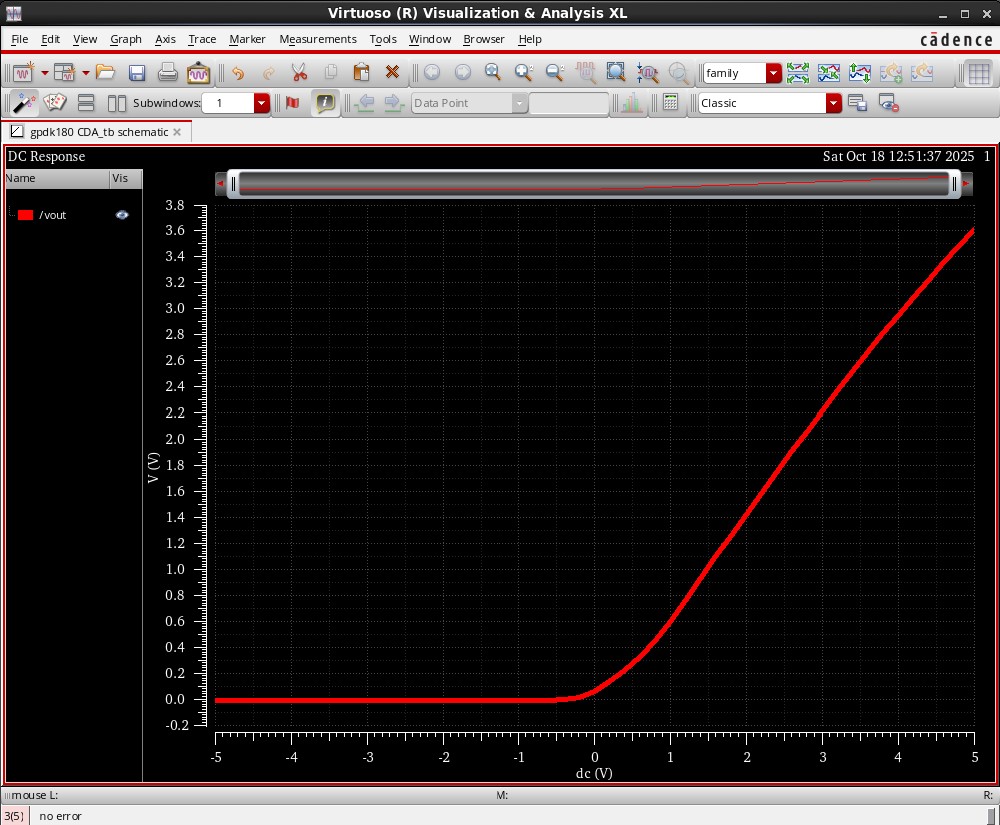 Virtuoso (R) Visualization & Analysis XL
File Edit View Graph Axis Trace Marker Measurements Tools Window Browser Help
cādence
family
Subwindows: 1
Data Point
Classic
gpdk180 CDA_tb schematic
DC Response
Sat Oct 18 12:51:37 2025 1
Name Vis
/vout
3.8
3.6
3.4
3.2
3.0
2.8
2.6
2.4
2.2
2.0
1.8
1.6
1.4
1.2
1.0
0.8
0.6
0.4
0.2
0.0
-0.2
V (V)
-5 -4 -3 -2 -1 0 1 2 3 4 5
dc (V)
mouse L: M: R:
3(5) no error